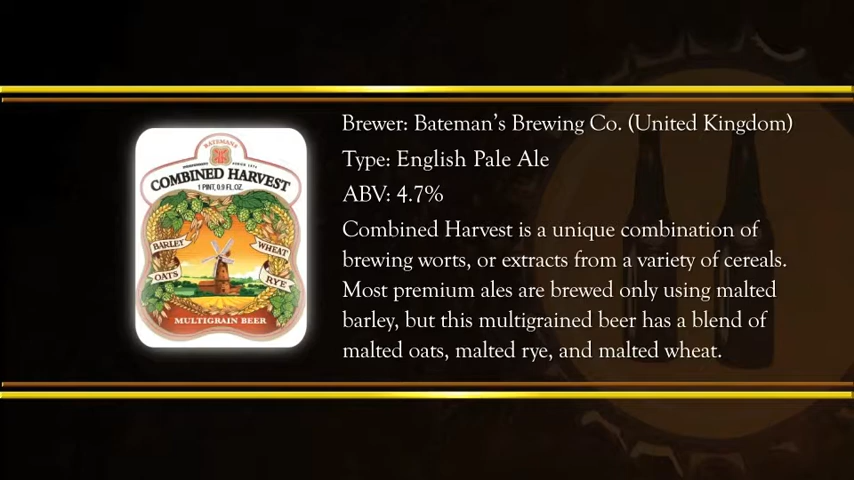 BATEMANS
COMBINED HARVEST
1 PINT, 0.9 FL. OZ.
BARLEY
WHEAT
OATS
RYE
MULTIGRAIN BEER
Brewer: Bateman's Brewing Co. (United Kingdom)
Type: English Pale Ale
ABV: 4.7%
Combined Harvest is a unique combination of
brewing worts, or extracts from a variety of cereals.
Most premium ales are brewed only using malted
barley, but this multigrained beer has a blend of
malted oats, malted rye, and malted wheat.